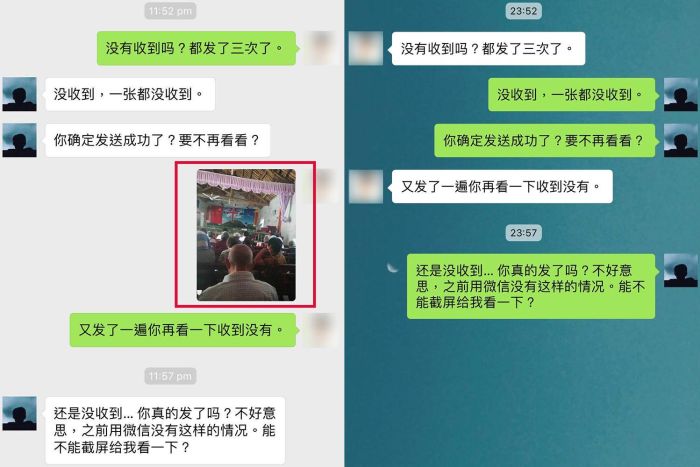 11:52 pm
没有收到吗？都发了三次了。
没收到，一张都没收到。
你确定发送成功了？要不再看看？
又发了一遍你再看一下收到没有。
11:57 pm
还是没收到... 你真的发了吗？不好意
思，之前用微信没有这样的情况。能
不能截屏给我看一下？
23:52
没有收到吗？都发了三次了。
没收到，一张都没收到。
你确定发送成功了？要不再看看？
又发了一遍你再看一下收到没有。
23:57
还是没收到... 你真的发了吗？不好意
思，之前用微信没有这样的情况。能不
能截屏给我看一下？